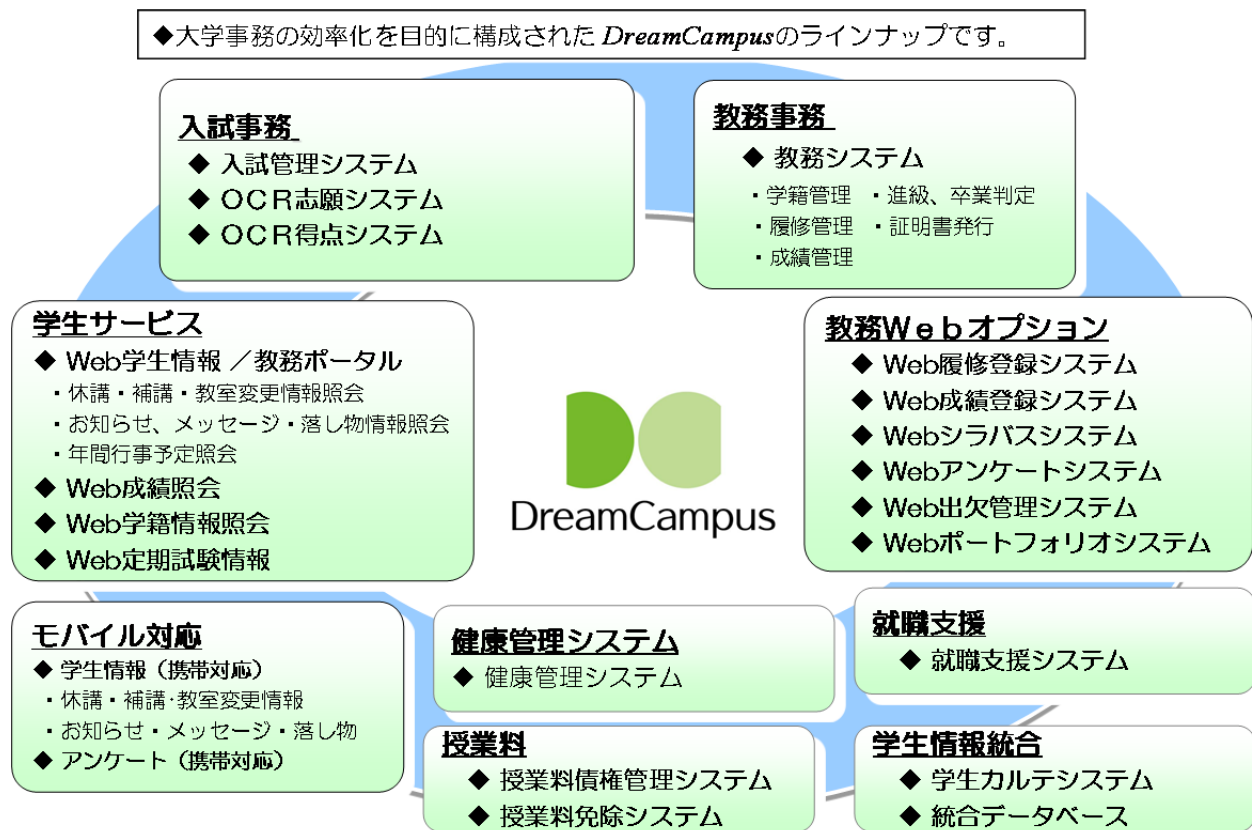 ◆大学事務の効率化を目的に構成されたDreamCampusのラインナップです。
入試事務
◆ 入試管理システム
◆ ＯＣＲ志願システム
◆ ＯＣＲ得点システム
教務事務
◆ 教務システム
・学籍管理 ・進級、卒業判定
・履修管理 ・証明書発行
・成績管理
学生サービス
◆ Web学生情報 ／教務ポータル
・休講・補講・教室変更情報照会
・お知らせ、メッセージ・落し物情報照会
・年間行事予定照会
◆ Web成績照会
◆ Web学籍情報照会
◆ Web定期試験情報
DreamCampus
教務Ｗｅｂオプション
◆ Web履修登録システム
◆ Web成績登録システム
◆ Webシラバスシステム
◆ Webアンケートシステム
◆ Web出欠管理システム
◆ Webポートフォリオシステム
モバイル対応
◆ 学生情報（携帯対応）
・休講・補講･教室変更情報
・お知らせ・メッセージ・落し物
◆ アンケート（携帯対応）
健康管理システム
◆ 健康管理システム
就職支援
◆ 就職支援システム
授業料
◆ 授業料債権管理システム
◆ 授業料免除システム
学生情報統合
◆ 学生カルテシステム
◆ 統合データベース